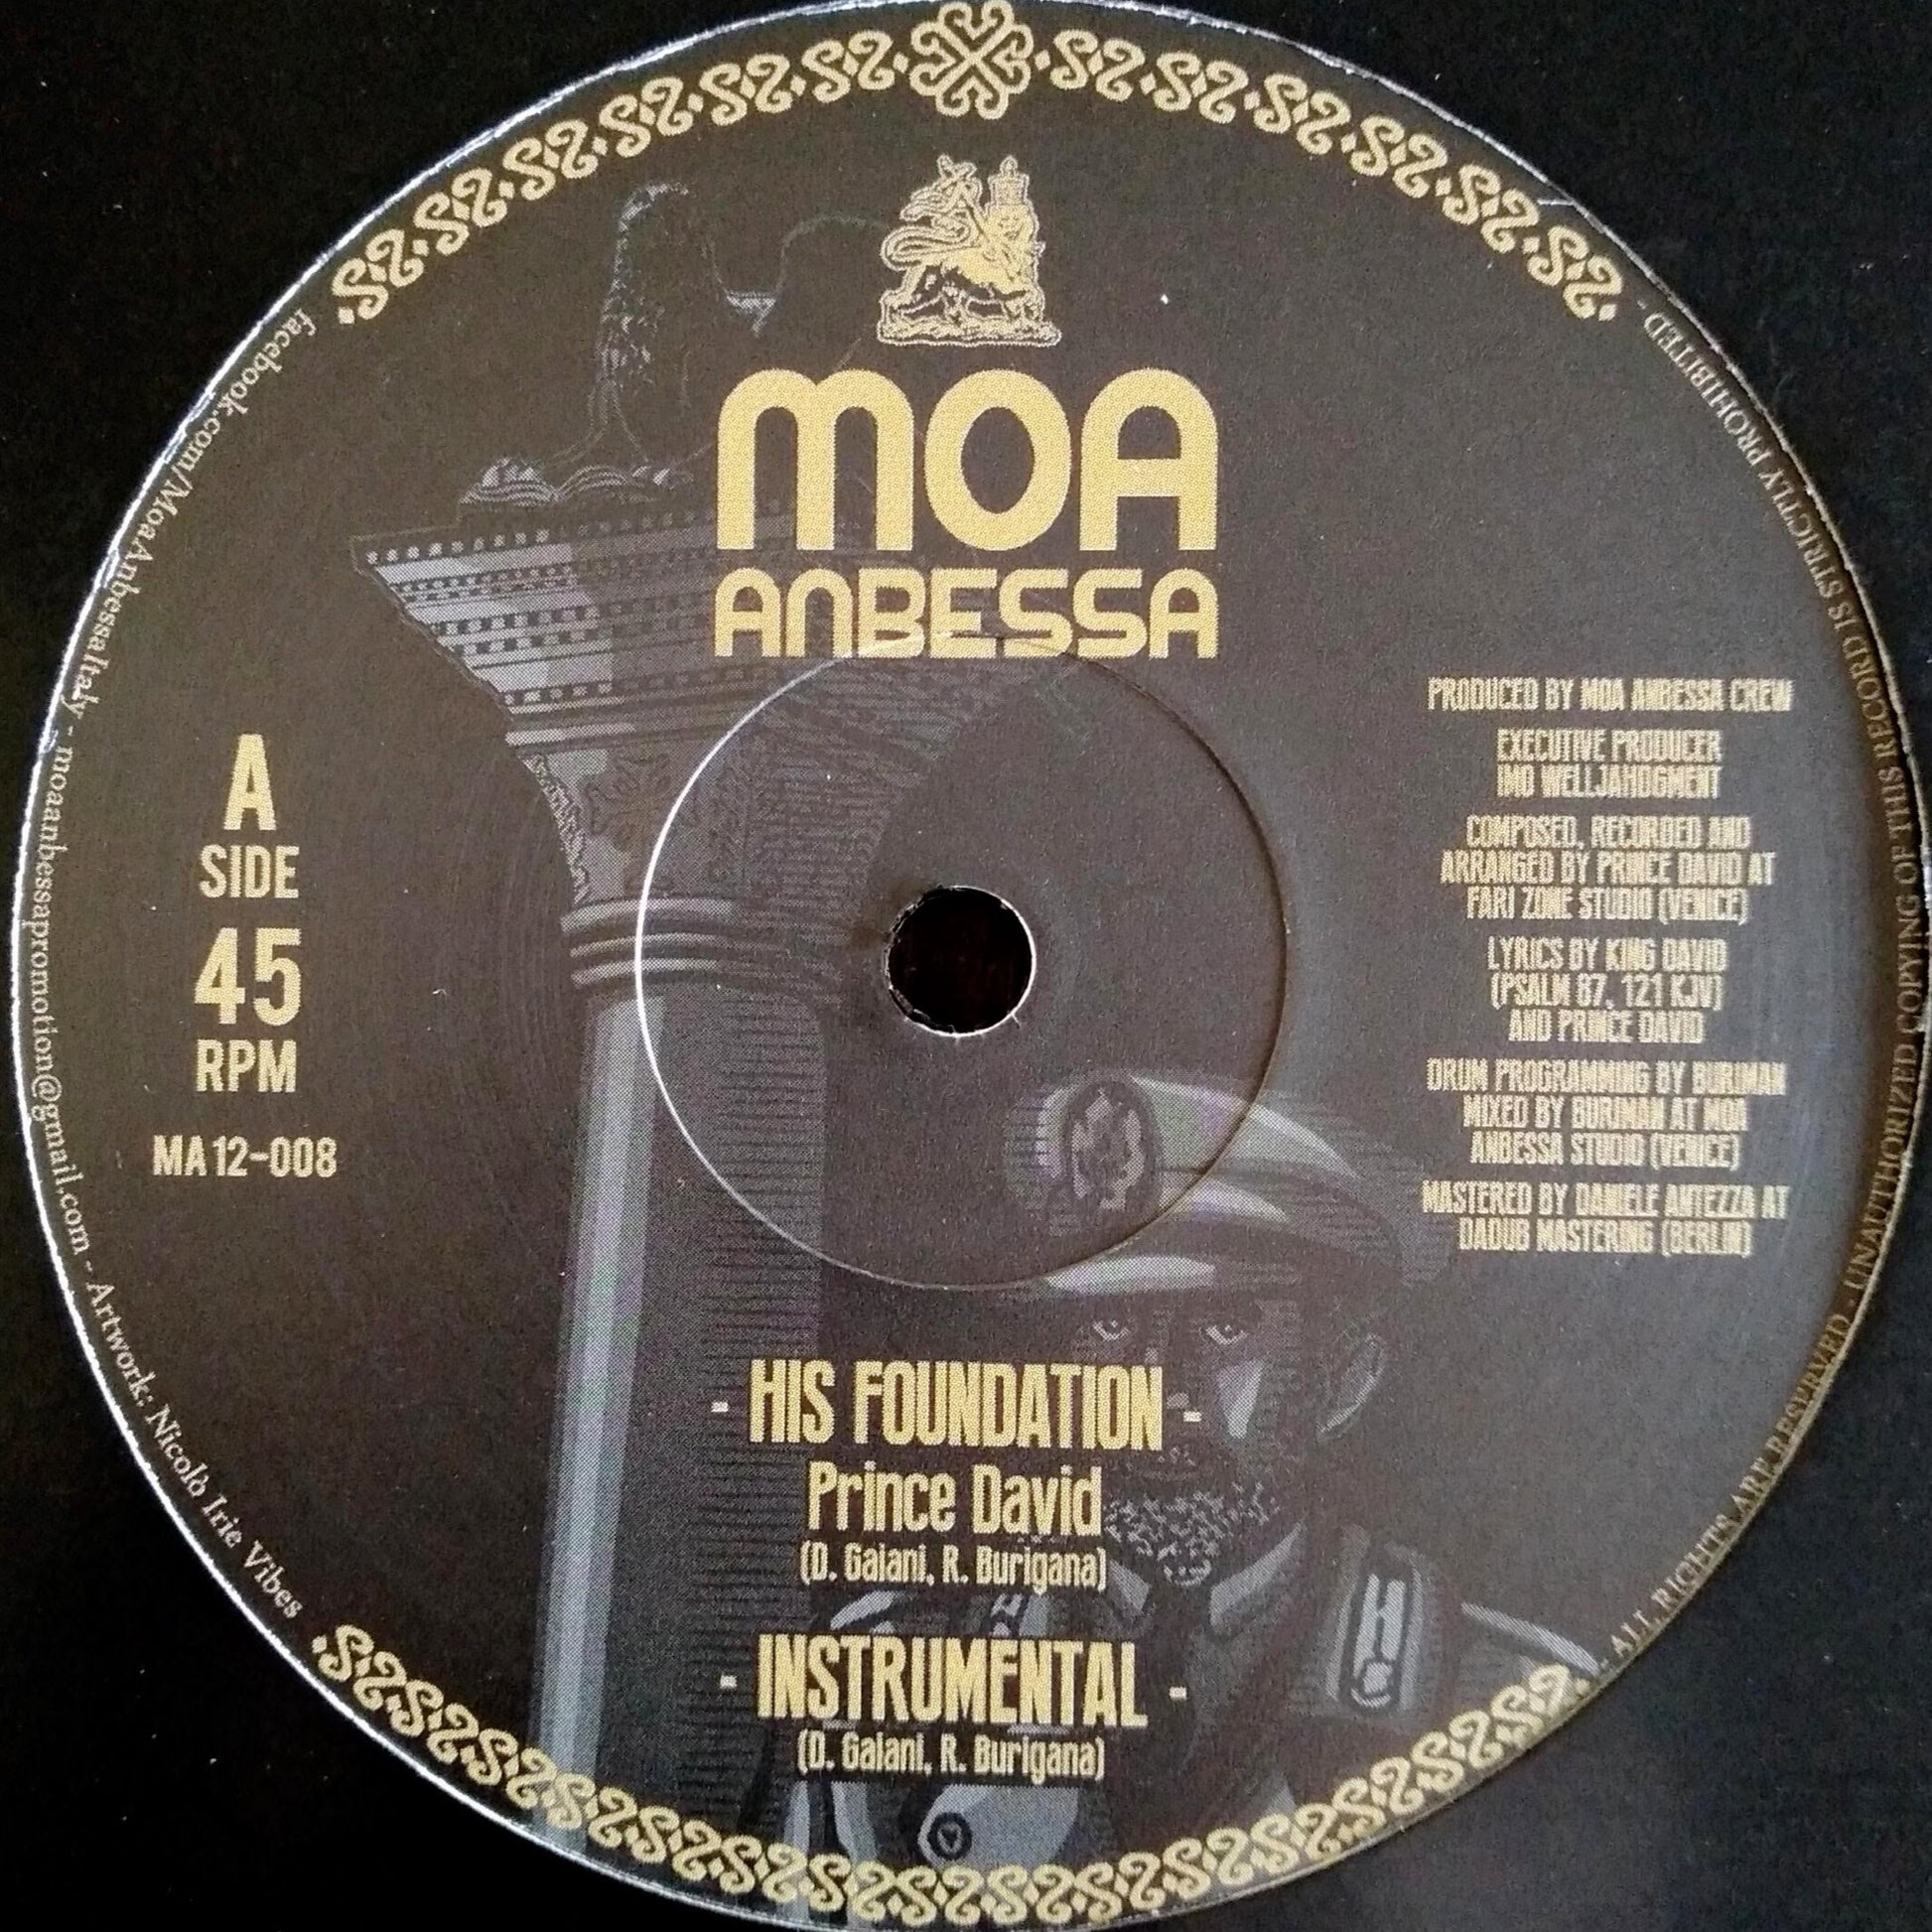 MOA
ANBESSA
A
SIDE
45
RPM
MA12-008
PRODUCED BY MOA ANBESSA CREW
EXECUTIVE PRODUCER
IMO WELLJAHDGMENT
COMPOSED, RECORDED AND
ARRANGED BY PRINCE DAVID AT
FARI ZONE STUDIO (VENICE)
LYRICS BY KING DAVID
(PSALM 87, 121 KJV)
AND PRINCE DAVID
DRUM PROGRAMMING BY BURIMAN
MIXED BY BURIMAN AT MOA
ANBESSA STUDIO (VENICE)
MASTERED BY DANIELE ANTEZZA AT
DADUB MASTERING (BERLIN)
- HIS FOUNDATION -
Prince David
(D. Gaiani, R. Burigana)
- INSTRUMENTAL -
(D. Gaiani, R. Burigana)
HC
facebook.com/MoaAnbessaItaly - moanbessapromotion@gmail.com - Artwork: Nicolò Irie Vibes
- ALL RIGHTS ARE RESERVED - UNAUTHORIZED COPYING OF THIS RECORD IS STRICTLY PROHIBITED -